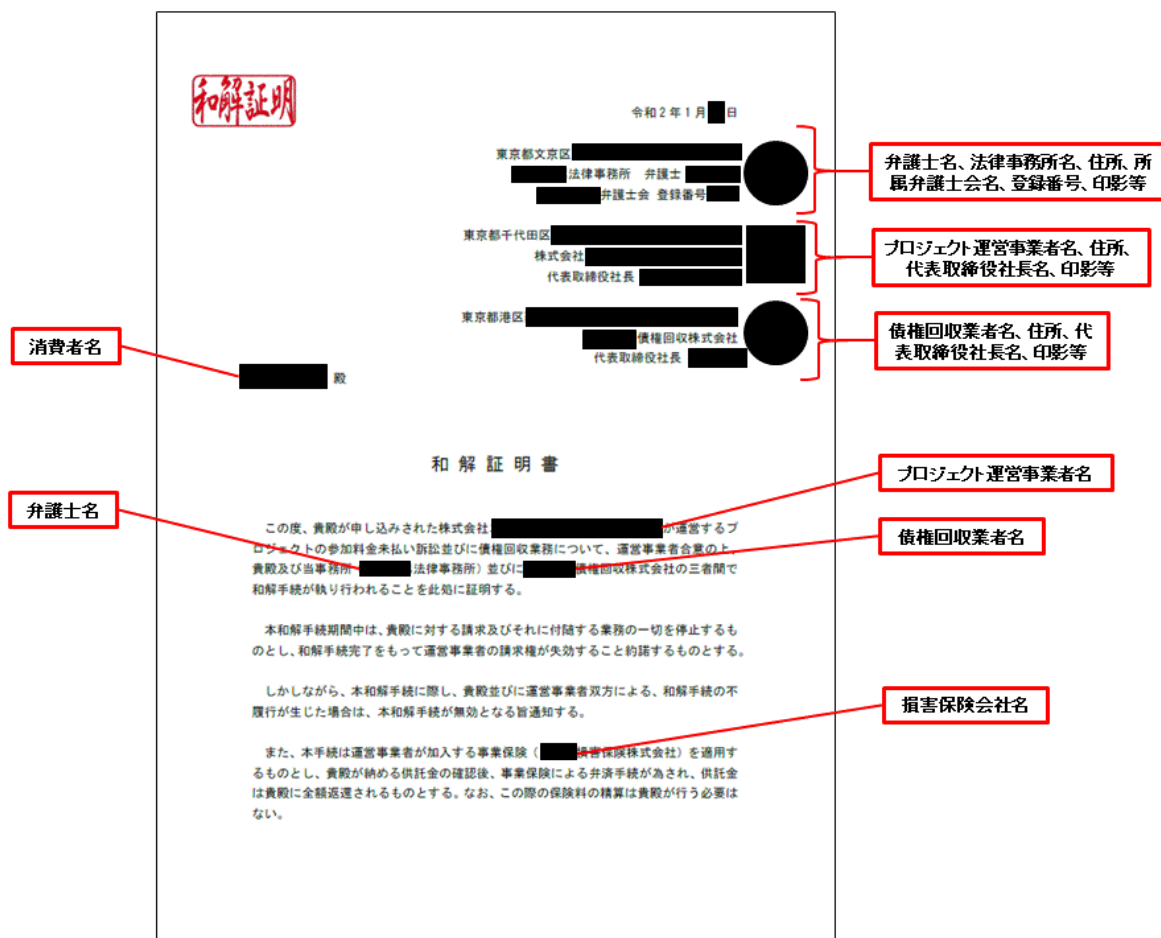 和解証明
令和2年1月 日
東京都文京区
法律事務所 弁護士
弁護士会 登録番号
弁護士名、法律事務所名、住所、所
属弁護士会名、登録番号、印影等
東京都千代田区
株式会社
代表取締役社長
プロジェクト運営事業者名、住所、
代表取締役社長名、印影等
東京都港区
債権回収株式会社
代表取締役社長
債権回収業者名、住所、代
表取締役社長名、印影等
消費者名
殿
和解証明書
プロジェクト運営事業者名
弁護士名
債権回収業者名
この度、貴殿が申し込みされた株式会社 が運営するプ
ロジェクトの参加料金未払い訴訟並びに債権回収業務について、運営事業者合意の上、
貴殿及び当事務所 法律事務所）並びに 債権回収株式会社の三者間で
和解手続が執り行われることを此処に証明する。
本和解手続期間中は、貴殿に対する請求及びそれに付随する業務の一切を停止するも
のとし、和解手続完了をもって運営事業者の請求権が失効すること約諾するものとする。
しかしながら、本和解手続に際し、貴殿並びに運営事業者双方による、和解手続の不
履行が生じた場合は、本和解手続が無効となる旨通知する。
損害保険会社名
また、本手続は運営事業者が加入する事業保険（ 損害保険株式会社）を適用す
るものとし、貴殿が納める供託金の確認後、事業保険による弁済手続が為され、供託金
は貴殿に全額返還されるものとする。なお、この際の保険料の精算は貴殿が行う必要は
ない。